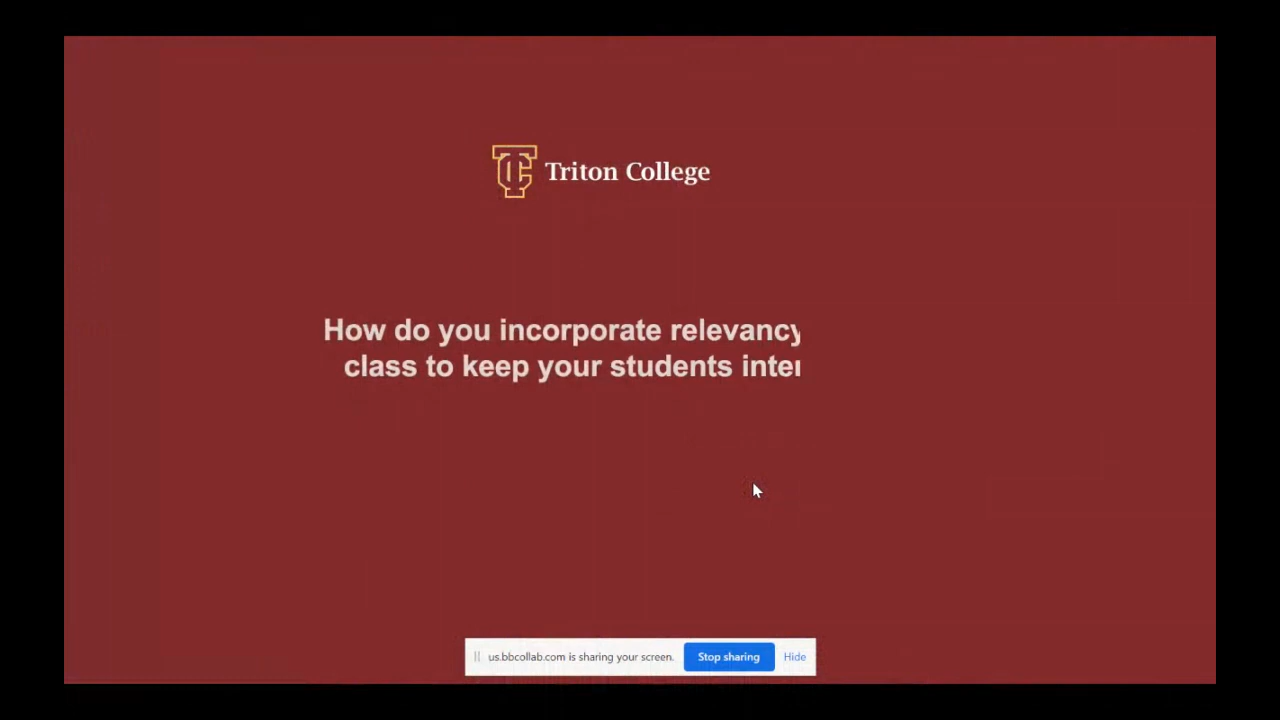 Triton College
How do you incorporate relevancy
class to keep your students inter
us.bbcollab.com is sharing your screen. Stop sharing Hide